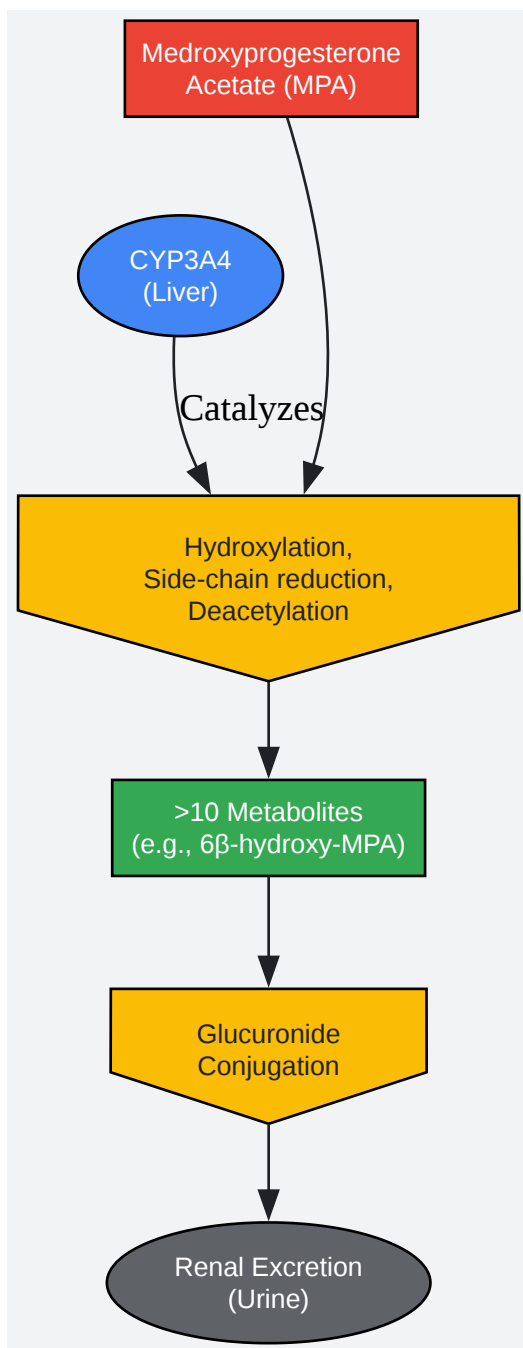 Medroxyprogesterone
Acetate (MPA)
CYP3A4
(Liver)
Catalyzes
Hydroxylation,
Side-chain reduction,
Deacetylation
>10 Metabolites
(e.g., 6β-hydroxy-MPA)
Glucuronide
Conjugation
Renal Excretion
(Urine)